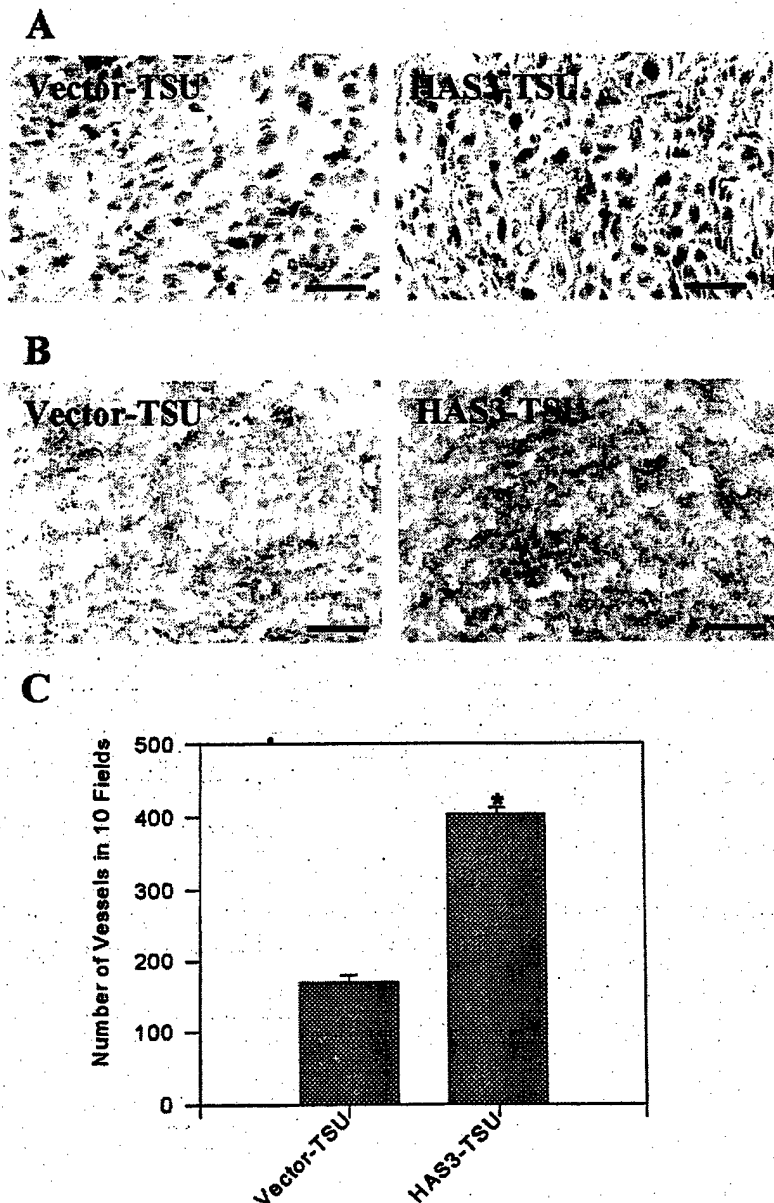 A
Vector-TSU HAS3-TSU
B
Vector-TSU HAS3-TSU
C
Number of Vessels in 10 Fields
500
400
300
200
100
0
*
Vector-TSU
HAS3-TSU